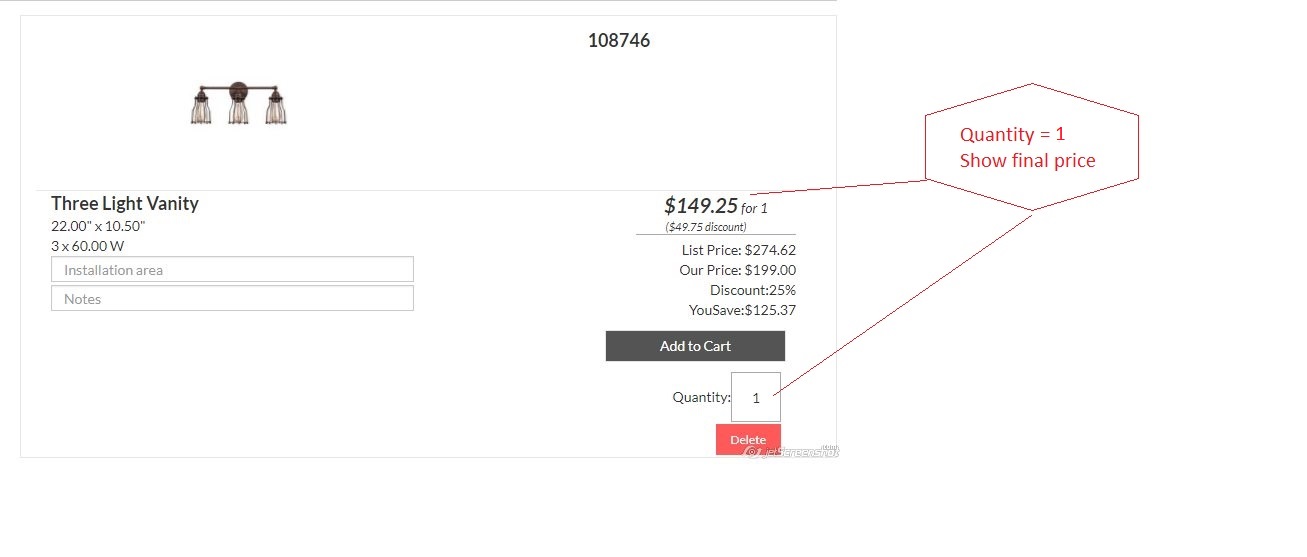 108746
Quantity = 1
Show final price
Three Light Vanity
22.00" x 10.50"
3 x 60.00 W
Installation area
Notes
$149.25 for 1
($49.75 discount)
List Price: $274.62
Our Price: $199.00
Discount:25%
YouSave:$125.37
Add to Cart
Quantity: 1
Delete
jetScreenshot
.com